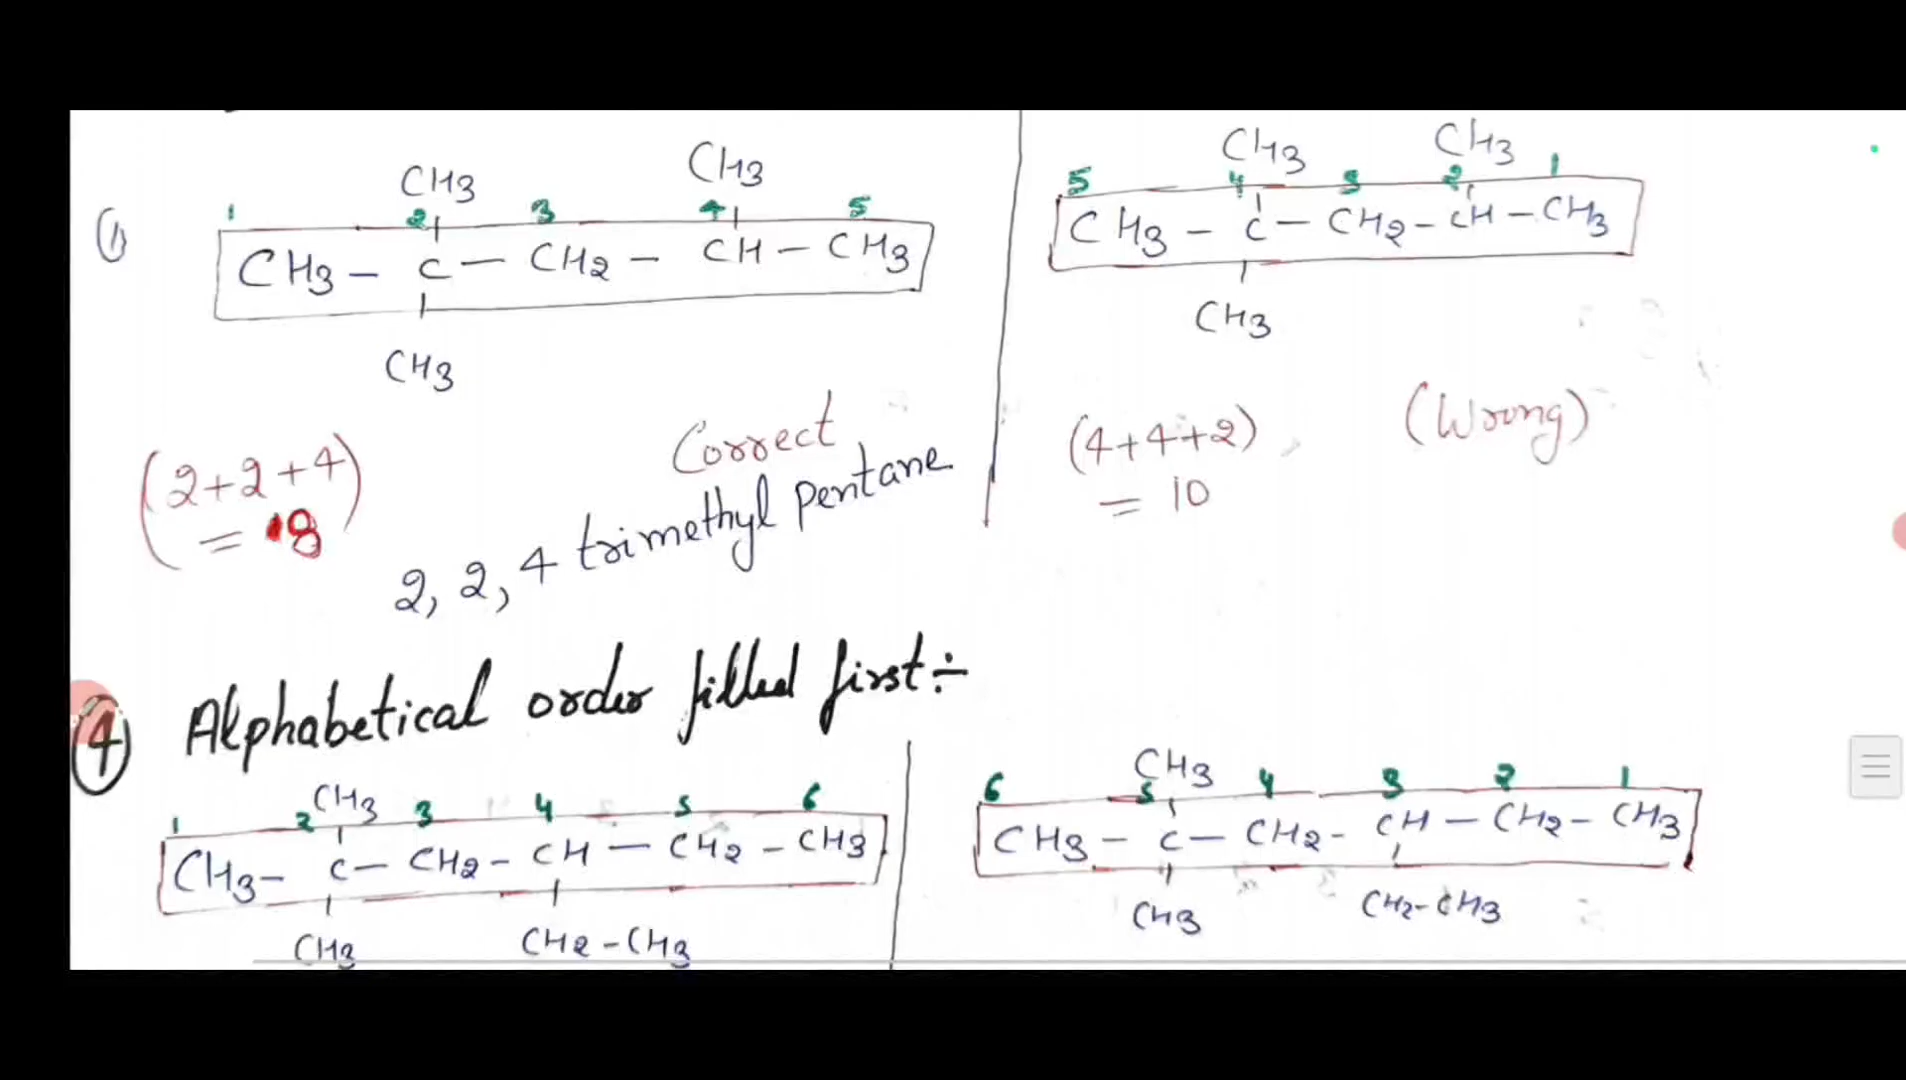 (1)
CH3 CH3
1 2 3 4 5
CH3 - C - CH2 - CH - CH3
CH3
(2+2+4)
= 8
Correct
2, 2, 4 trimethyl pentane
CH3 CH3
5 4 3 2 1
CH3 - C - CH2 - CH - CH3
CH3
(4+4+2)
= 10
(Wrong)
(4) Alphabetical order filled first÷
CH3
1 2 3 4 5 6
CH3 - C - CH2 - CH - CH2 - CH3
CH3 CH2 - CH3
CH3
6 5 4 3 2 1
CH3 - C - CH2 - CH - CH2 - CH3
CH3 CH2 - CH3